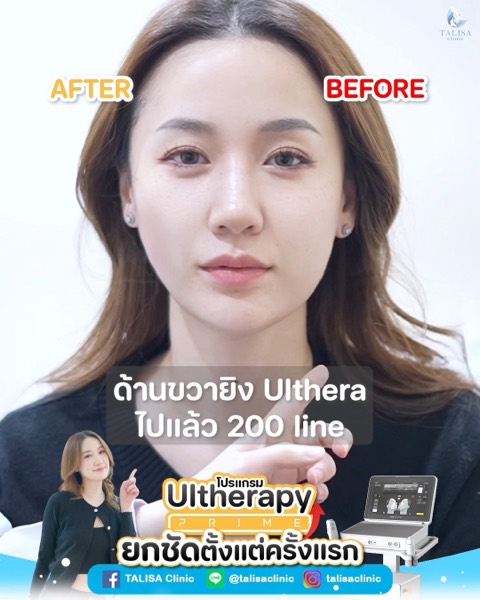 TALISA
clinic
AFTER
BEFORE
ด้านขวายิง Ulthera
ไปแล้ว 200 line
โปรแกรม
Ultherapy
PRIME
ยกชัดตั้งแต่ครั้งแรก
TALISA Clinic
@talisaclinic
talisaclinic